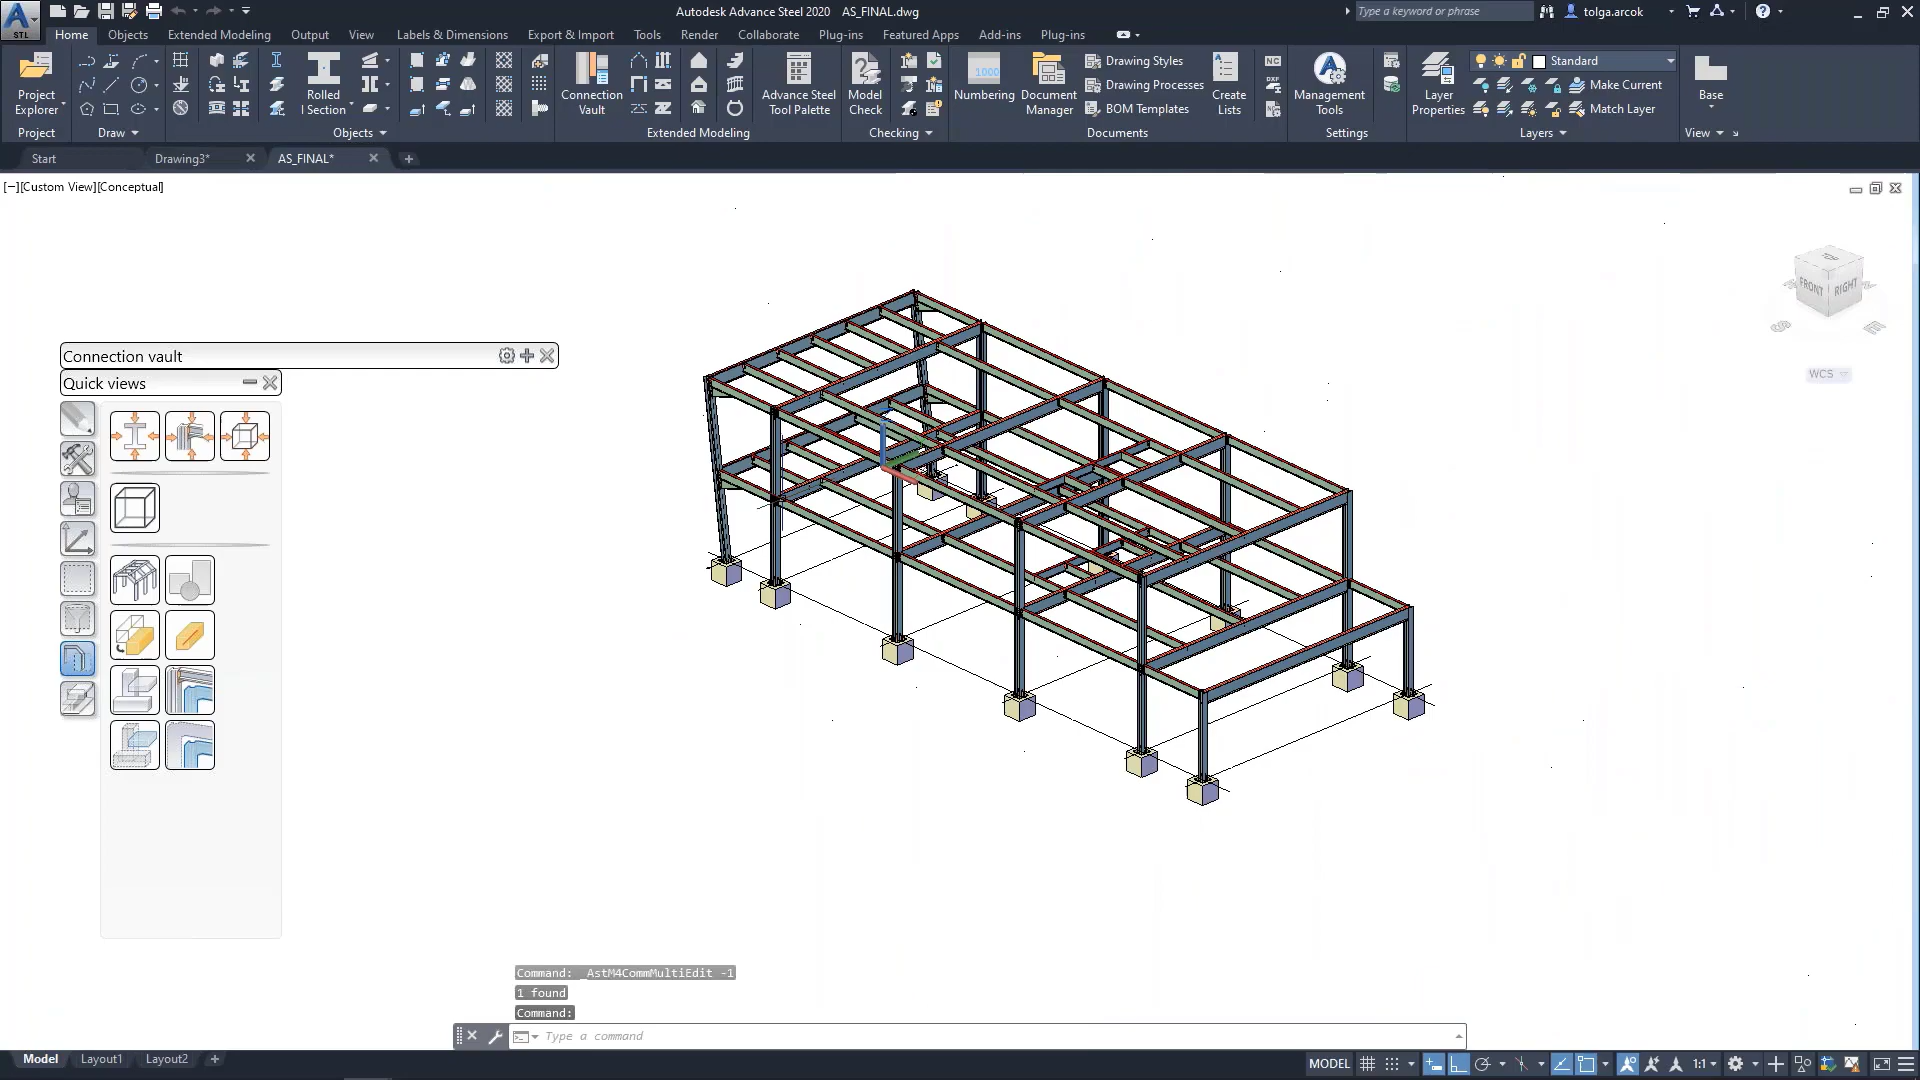 Autodesk Advance Steel 2020 AS_FINAL.dwg
Type a keyword or phrase
tolga.arcok
STL
Home Objects Extended Modeling Output View Labels & Dimensions Export & Import Tools Render Collaborate Plug-ins Featured Apps Add-ins Plug-ins
Project Explorer
Rolled I Section
Connection Vault
Advance Steel Tool Palette
Model Check
1000
Numbering
Document Manager
Drawing Styles
Drawing Processes
BOM Templates
Create Lists
NC
DXF
Management Tools
Layer Properties
Standard
Make Current
Match Layer
Base
Project Draw Objects Extended Modeling Checking Documents Settings Layers View
Start Drawing3* AS_FINAL*
[−][Custom View][Conceptual]
TOP
FRONT
RIGHT
S
E
WCS
Connection vault
Quick views
Command: _AstM4CommMultiEdit -1
1 found
Command:
Type a command
Model Layout1 Layout2
MODEL
1:1